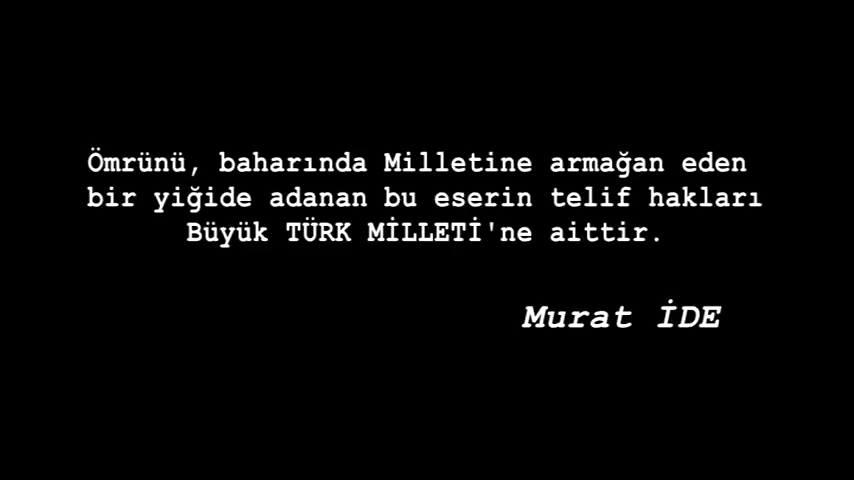 Ömrünü, baharında Milletine armağan eden
bir yiğide adanan bu eserin telif hakları
Büyük TÜRK MİLLETİ'ne aittir.
Murat İDE